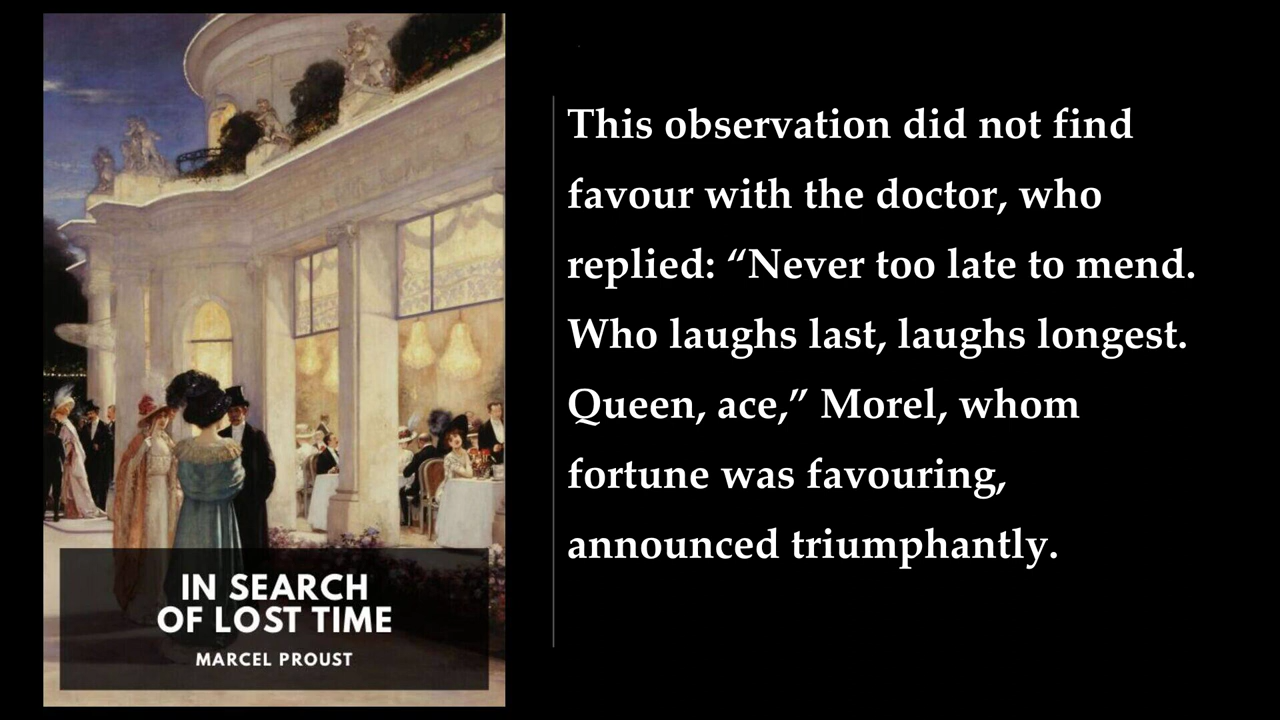 This observation did not find
favour with the doctor, who
replied: “Never too late to mend.
Who laughs last, laughs longest.
Queen, ace,” Morel, whom
fortune was favouring,
announced triumphantly.
IN SEARCH
OF LOST TIME
MARCEL PROUST